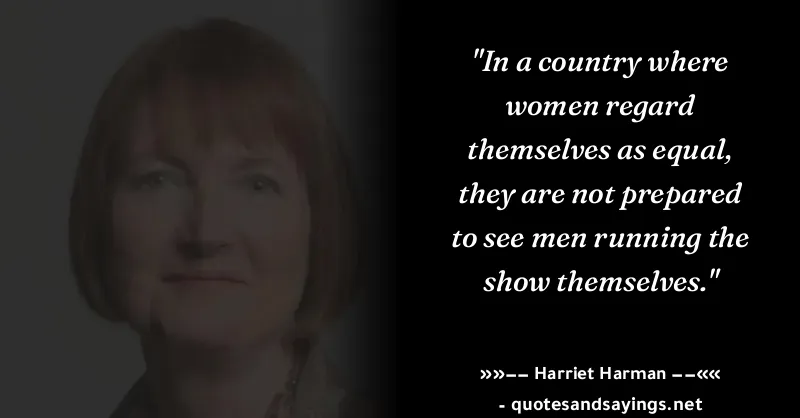 "In a country where
women regard
themselves as equal,
they are not prepared
to see men running the
show themselves."
»»−− Harriet Harman −−««
- quotesandsayings.net